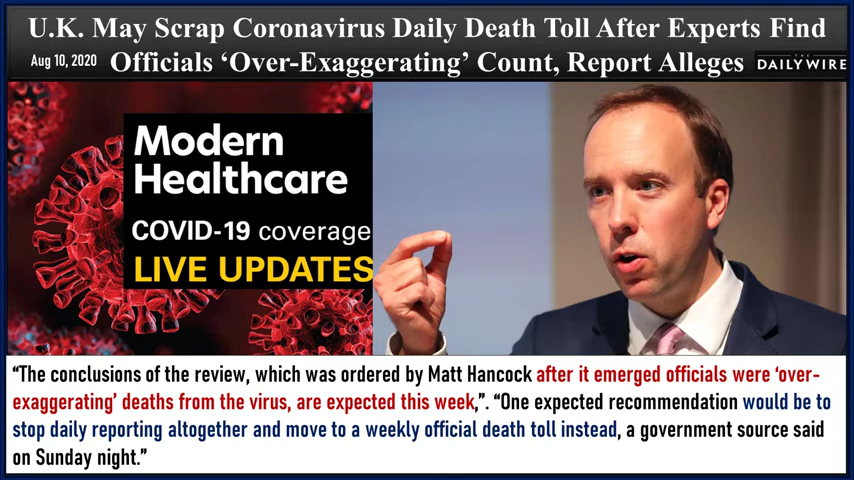 U.K. May Scrap Coronavirus Daily Death Toll After Experts Find
Aug 10, 2020 Officials ‘Over-Exaggerating’ Count, Report Alleges THE DAILY WIRE
Modern
Healthcare
COVID-19 coverage
LIVE UPDATES
“The conclusions of the review, which was ordered by Matt Hancock after it emerged officials were ‘over-
exaggerating’ deaths from the virus, are expected this week,”. “One expected recommendation would be to
stop daily reporting altogether and move to a weekly official death toll instead, a government source said
on Sunday night.”